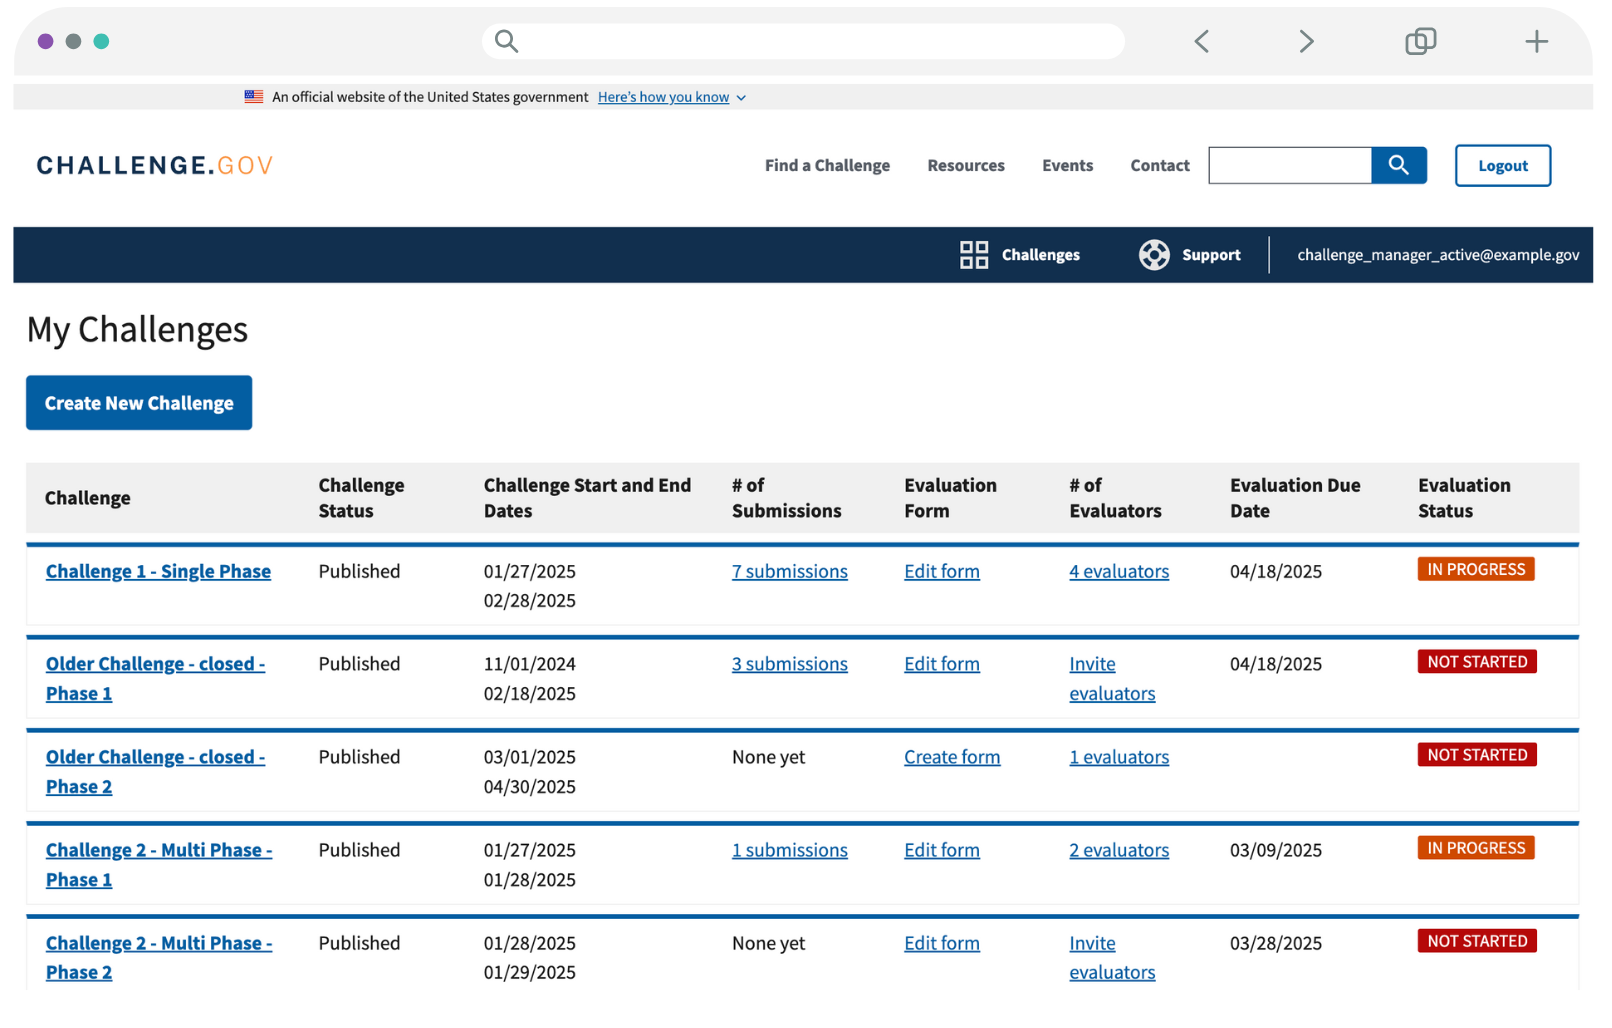 An official website of the United States government Here's how you know
CHALLENGE.GOV
Find a Challenge Resources Events Contact Logout
Challenges Support challenge_manager_active@example.gov
My Challenges
Create New Challenge
Challenge
Challenge Status
Challenge Start and End Dates
# of Submissions
Evaluation Form
# of Evaluators
Evaluation Due Date
Evaluation Status
Challenge 1 - Single Phase Published 01/27/2025 7 submissions Edit form 4 evaluators 04/18/2025 IN PROGRESS
02/28/2025
Older Challenge - closed - Published 11/01/2024 3 submissions Edit form Invite 04/18/2025 NOT STARTED
Phase 1 02/18/2025 evaluators
Older Challenge - closed - Published 03/01/2025 None yet Create form 1 evaluators NOT STARTED
Phase 2 04/30/2025
Challenge 2 - Multi Phase - Published 01/27/2025 1 submissions Edit form 2 evaluators 03/09/2025 IN PROGRESS
Phase 1 01/28/2025
Challenge 2 - Multi Phase - Published 01/28/2025 None yet Edit form Invite 03/28/2025 NOT STARTED
Phase 2 01/29/2025 evaluators